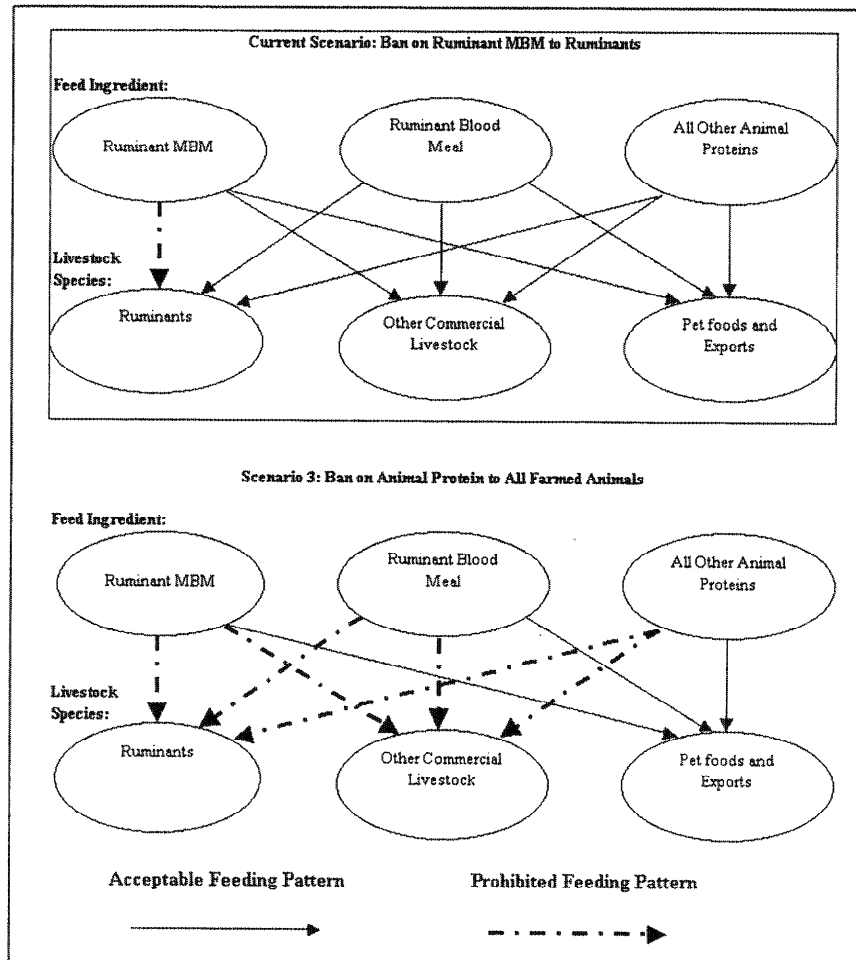 Current Scenario: Ban on Ruminant MBM to Ruminants
Feed Ingredient:
Ruminant MBM
Ruminant Blood
Meal
All Other Animal
Proteins
Livestock
Species:
Ruminants
Other Commercial
Livestock
Pet foods and
Exports
Scenario 3: Ban on Animal Protein to All Farmed Animals
Feed Ingredient:
Ruminant MBM
Ruminant Blood
Meal
All Other Animal
Proteins
Livestock
Species:
Ruminants
Other Commercial
Livestock
Pet foods and
Exports
Acceptable Feeding Pattern
Prohibited Feeding Pattern